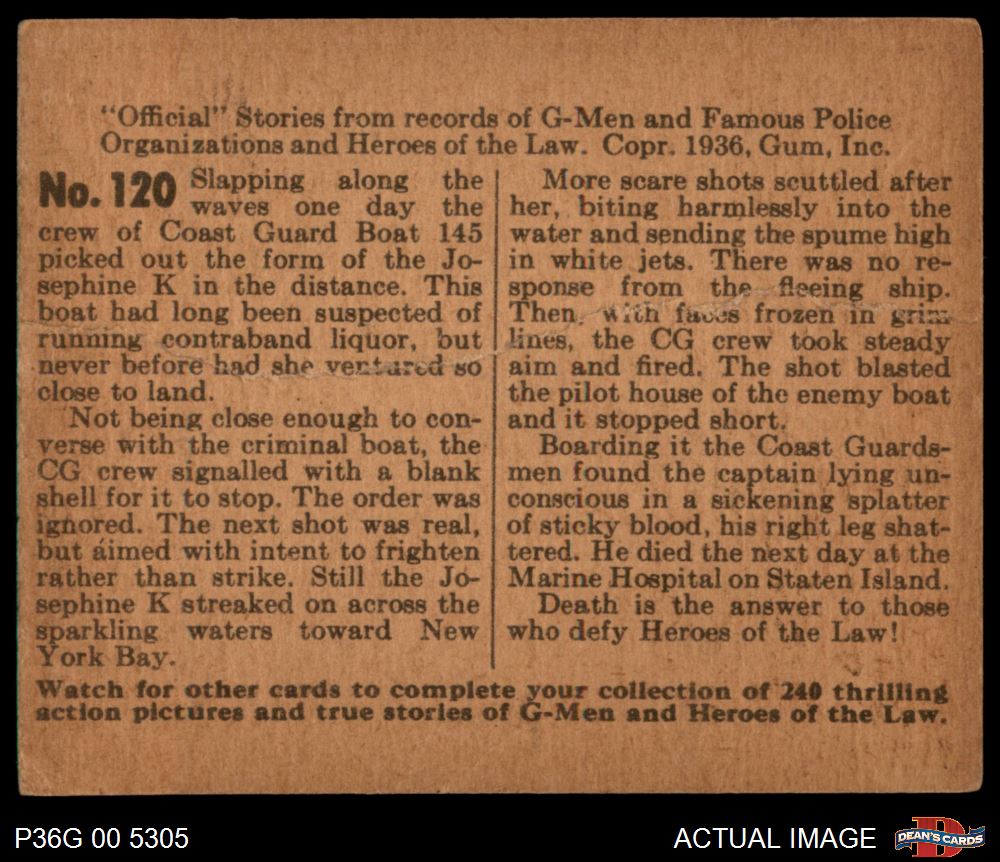 "Official" Stories from records of G-Men and Famous Police
Organizations and Heroes of the Law. Copr. 1936, Gum, Inc.
No. 120 Slapping along the
waves one day the
crew of Coast Guard Boat 145
picked out the form of the Jo-
sephine K in the distance. This
boat had long been suspected of
running contraband liquor, but
never before had she ventured so
close to land.
Not being close enough to con-
verse with the criminal boat, the
CG crew signalled with a blank
shell for it to stop. The order was
ignored. The next shot was real,
but aimed with intent to frighten
rather than strike. Still the Jo-
sephine K streaked on across the
sparkling waters toward New
York Bay.
More scare shots scuttled after
her, biting harmlessly into the
water and sending the spume high
in white jets. There was no re-
sponse from the fleeing ship.
Then, with faces frozen in grim
lines, the CG crew took steady
aim and fired. The shot blasted
the pilot house of the enemy boat
and it stopped short.
Boarding it the Coast Guards-
men found the captain lying un-
conscious in a sickening splatter
of sticky blood, his right leg shat-
tered. He died the next day at the
Marine Hospital on Staten Island.
Death is the answer to those
who defy Heroes of the Law!
Watch for other cards to complete your collection of 240 thrilling
action pictures and true stories of G-Men and Heroes of the Law.
P36G 00 5305
ACTUAL IMAGE
D
DEAN'S CARDS